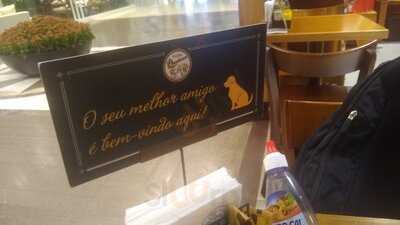 O seu melhor amigo
é bem-vindo aqui!